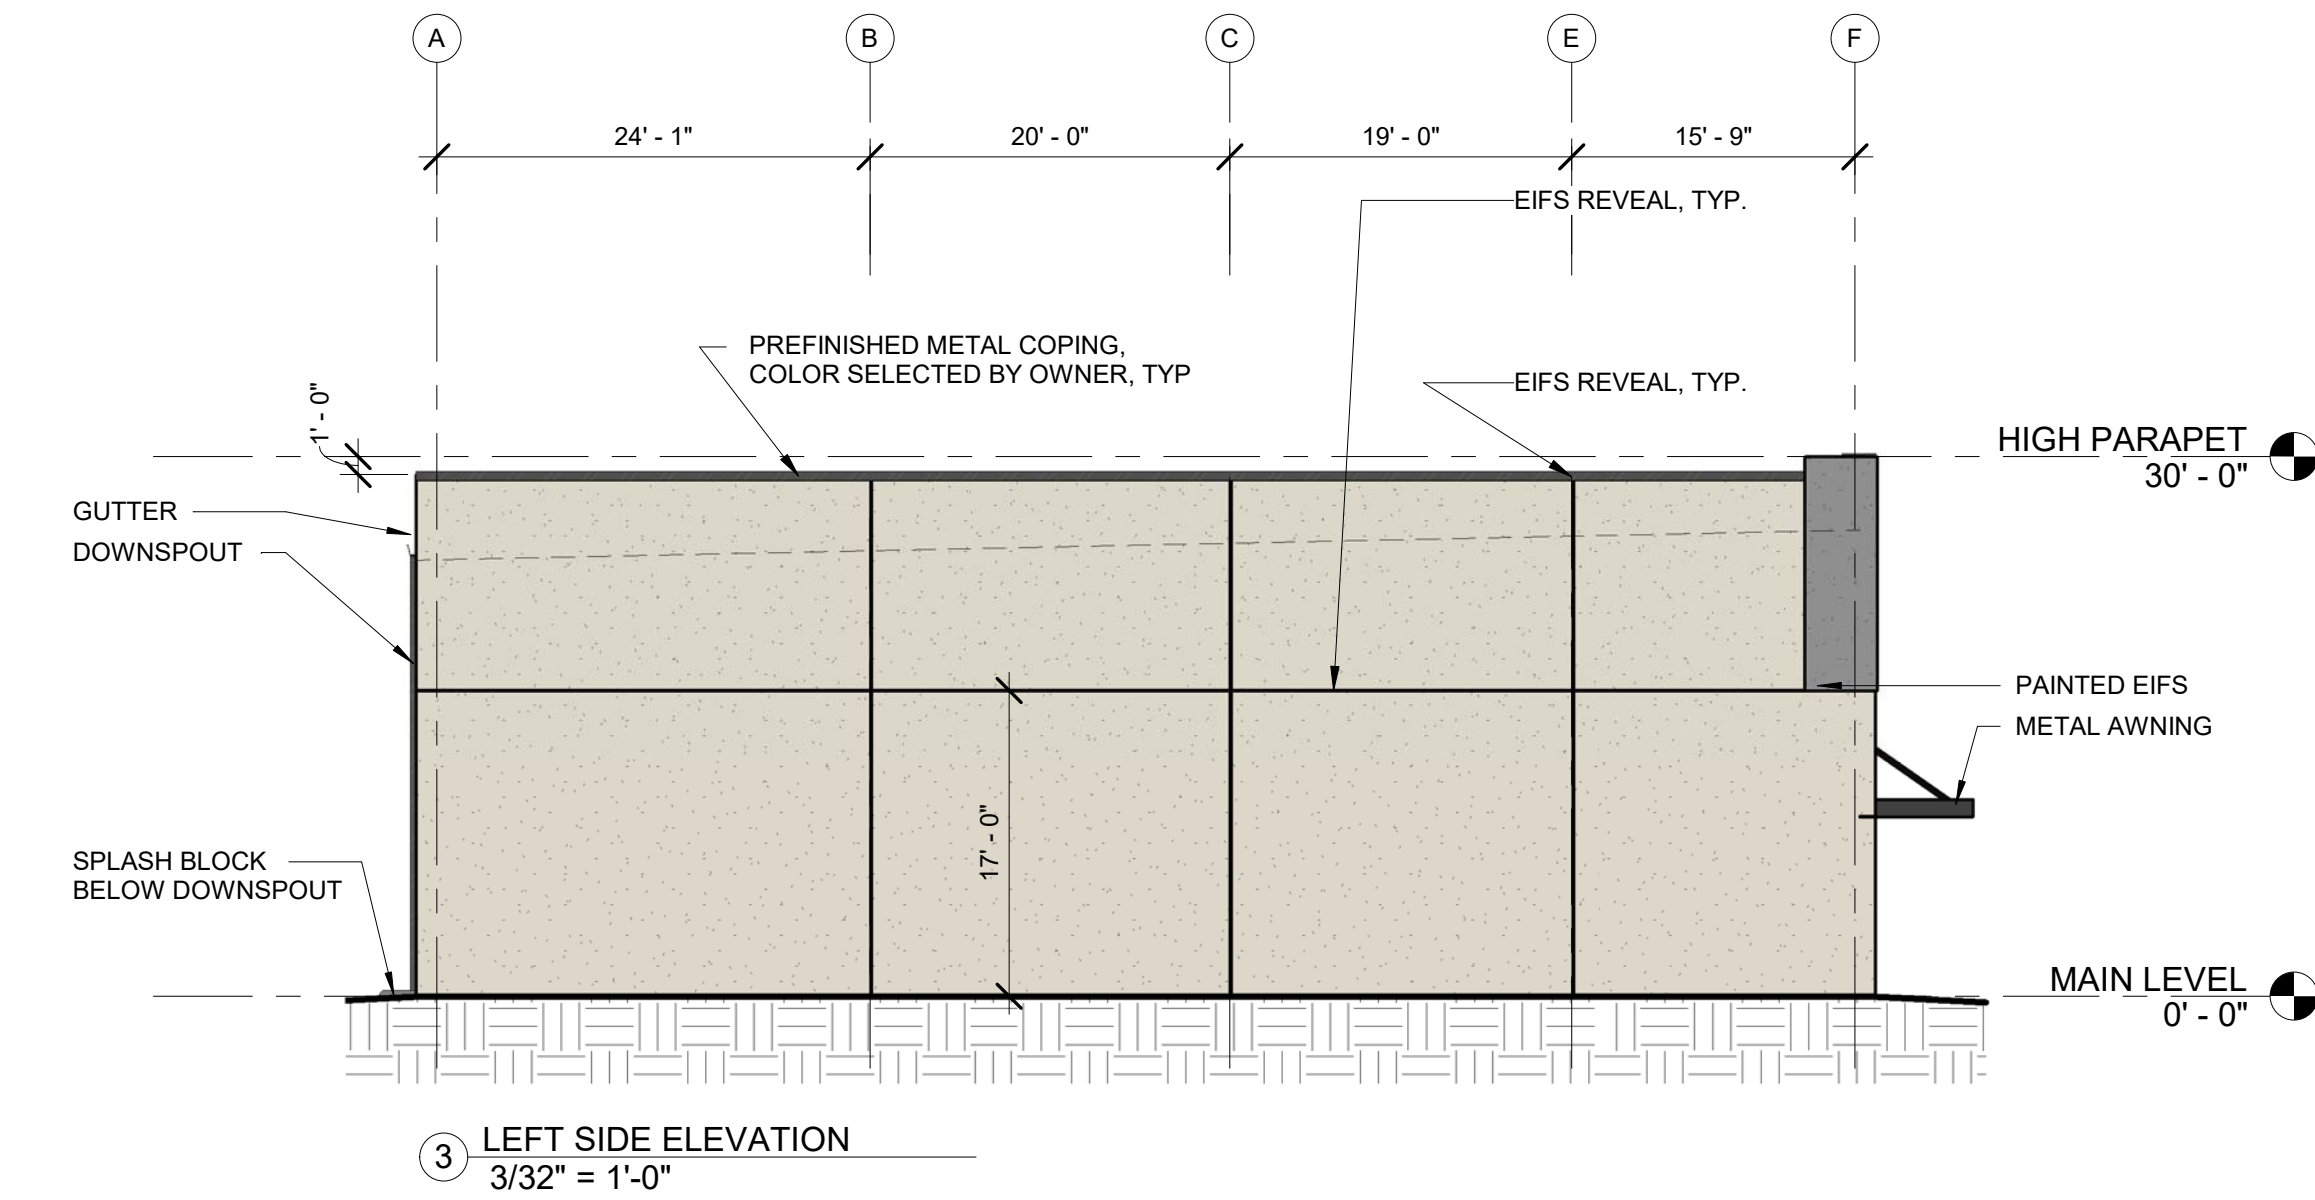 A
B
C
E
F
24' - 1"
20' - 0"
19' - 0"
15' - 9"
EIFS REVEAL, TYP.
PREFINISHED METAL COPING,
COLOR SELECTED BY OWNER, TYP
EIFS REVEAL, TYP.
1' - 0"
HIGH PARAPET
30' - 0"
GUTTER
DOWNSPOUT
PAINTED EIFS
METAL AWNING
17' - 0"
SPLASH BLOCK
BELOW DOWNSPOUT
MAIN LEVEL
0' - 0"
3
LEFT SIDE ELEVATION
3/32" = 1'-0"